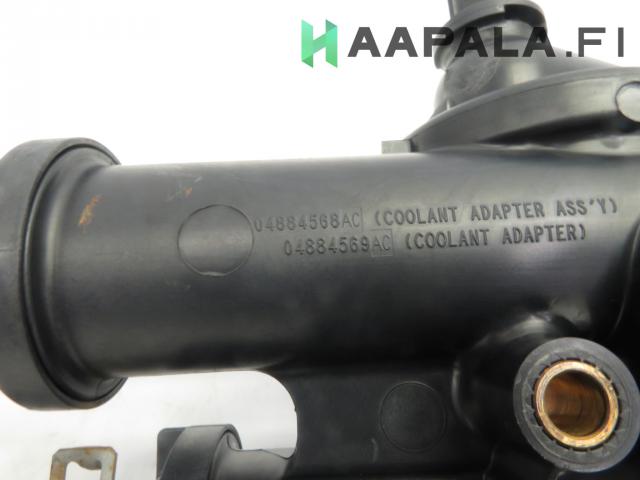 HAAPALA.FI
04884568AC (COOLANT ADAPTER ASS'Y)
04884569AC (COOLANT ADAPTER)